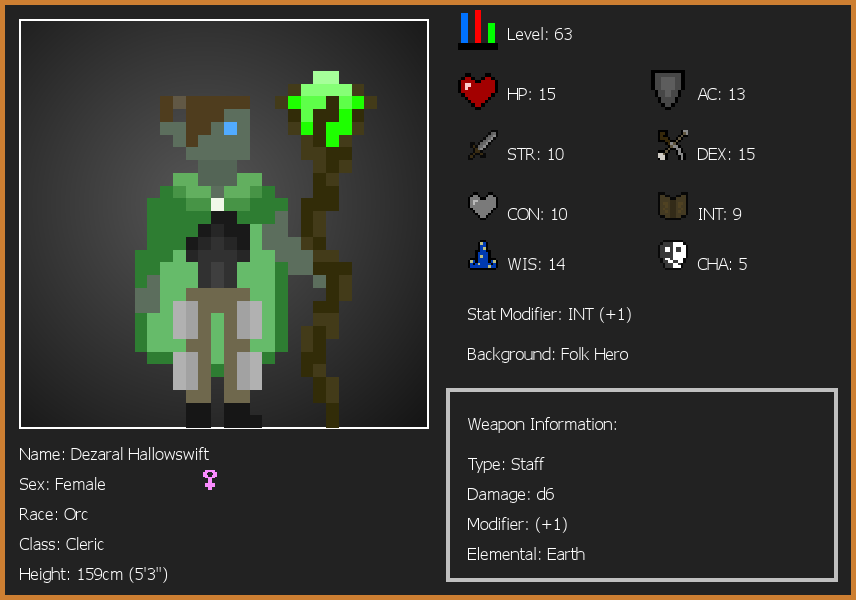 Level: 63
HP: 15
AC: 13
STR: 10
DEX: 15
CON: 10
INT: 9
WIS: 14
CHA: 5
Stat Modifier: INT (+1)
Background: Folk Hero
Weapon Information:
Type: Staff
Damage: d6
Modifier: (+1)
Elemental: Earth
Name: Dezaral Hallowswift
Sex: Female
Race: Orc
Class: Cleric
Height: 159cm (5'3")